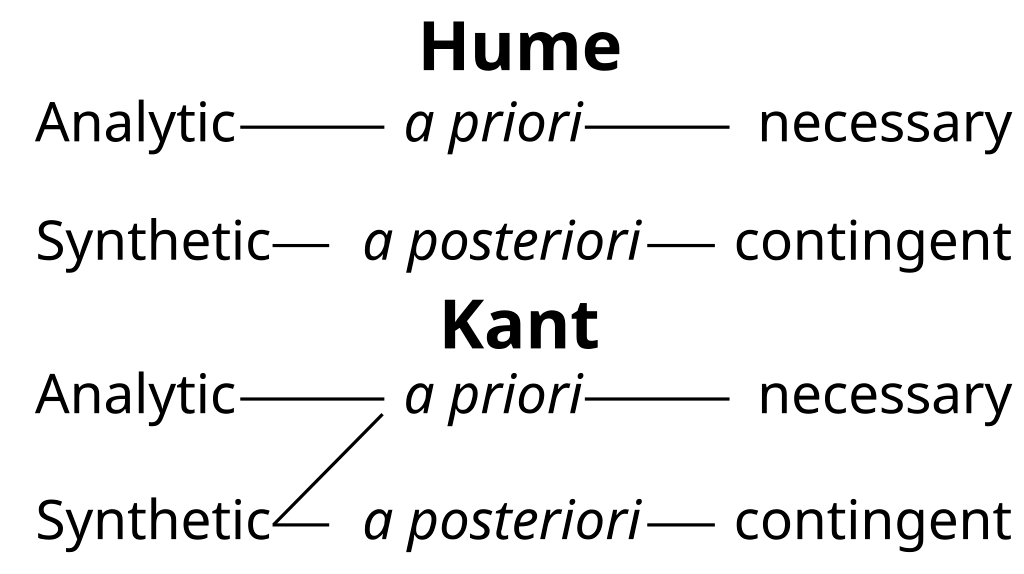 Hume
Analytic a priori necessary
Synthetic a posteriori contingent
Kant
Analytic a priori necessary
Synthetic a posteriori contingent